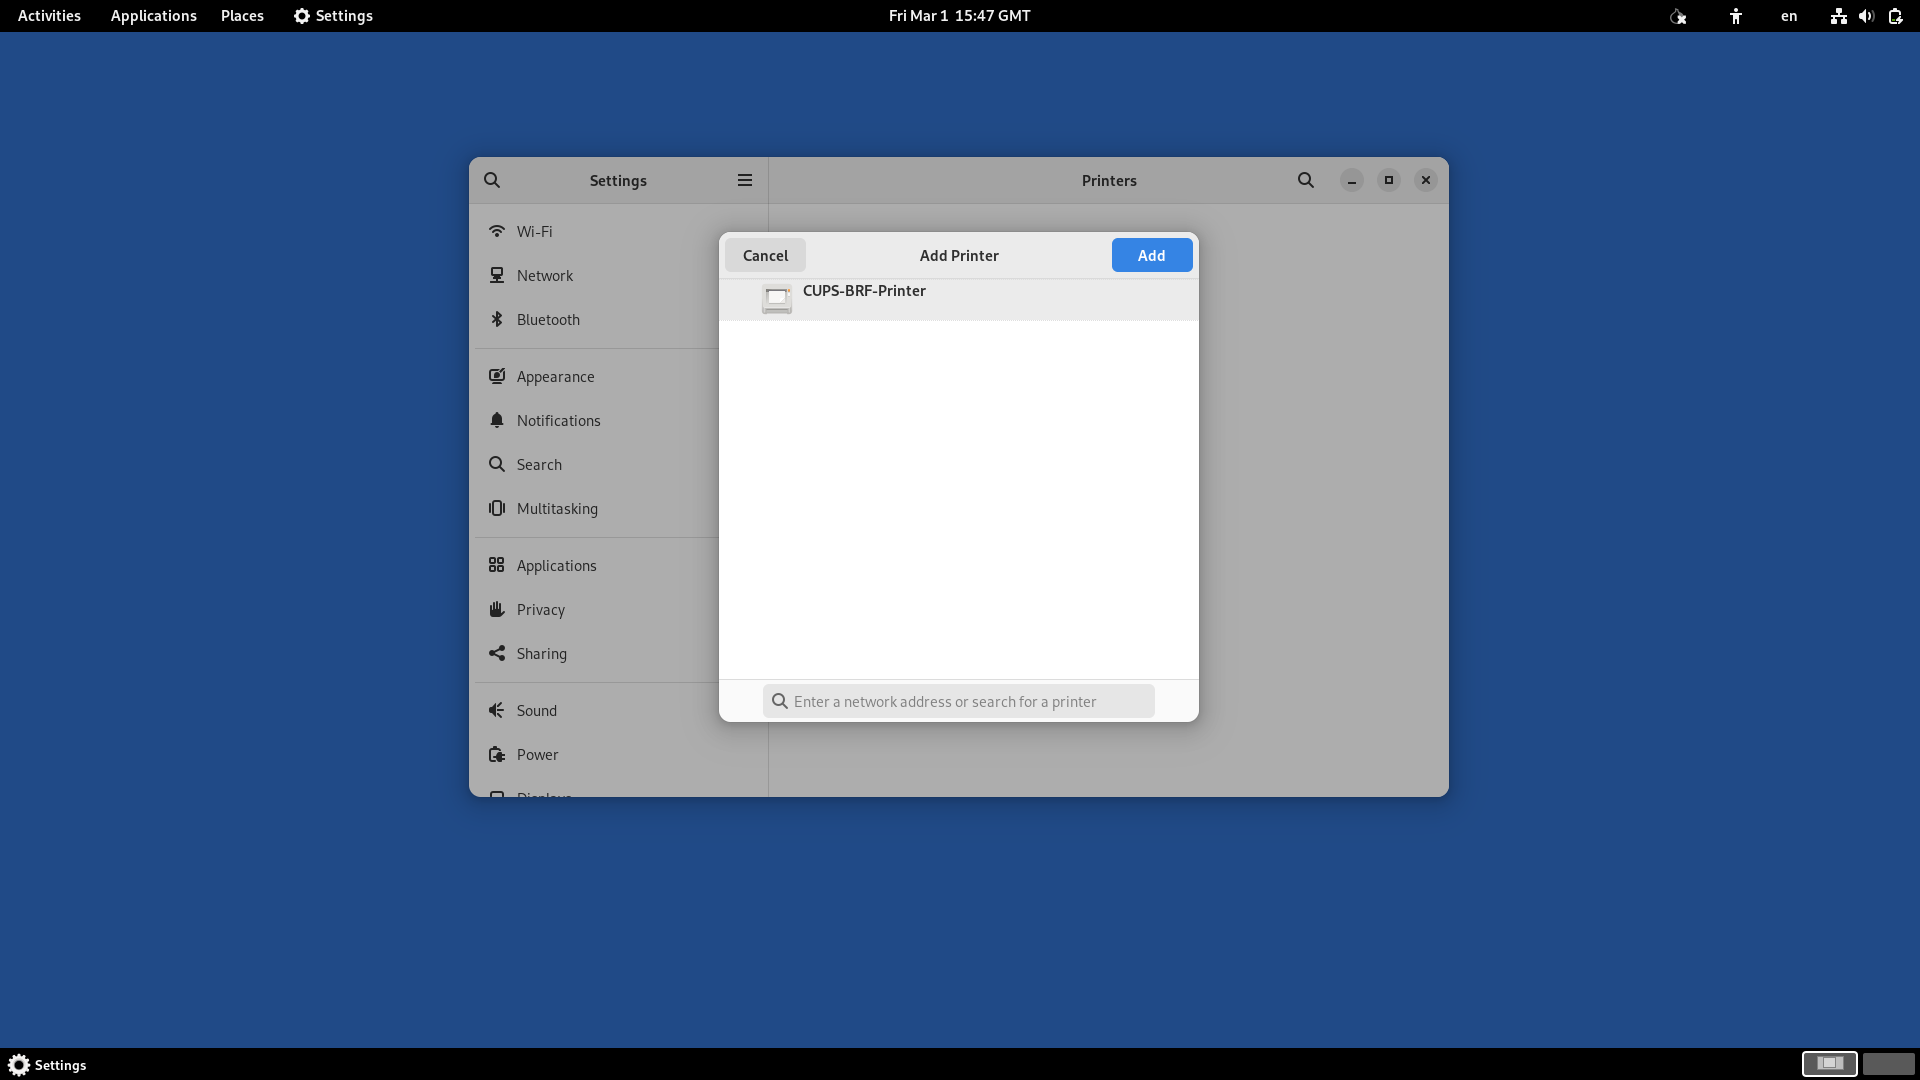 Activities Applications Places Settings Fri Mar 1 15:47 GMT en
Settings Printers
Wi-Fi
Network
Bluetooth
Appearance
Notifications
Search
Multitasking
Applications
Privacy
Sharing
Sound
Power
Displays
Cancel Add Printer Add
CUPS-BRF-Printer
Enter a network address or search for a printer
Settings